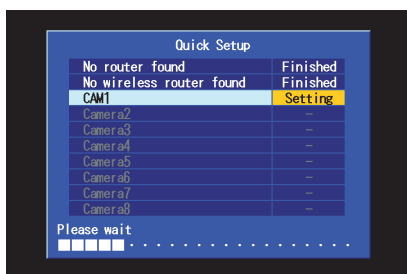 Quick Setup
No router found Finished
No wireless router found Finished
CAM1 Setting
Camera2 –
Camera3 –
Camera4 –
Camera5 –
Camera6 –
Camera7 –
Camera8 –
Please wait